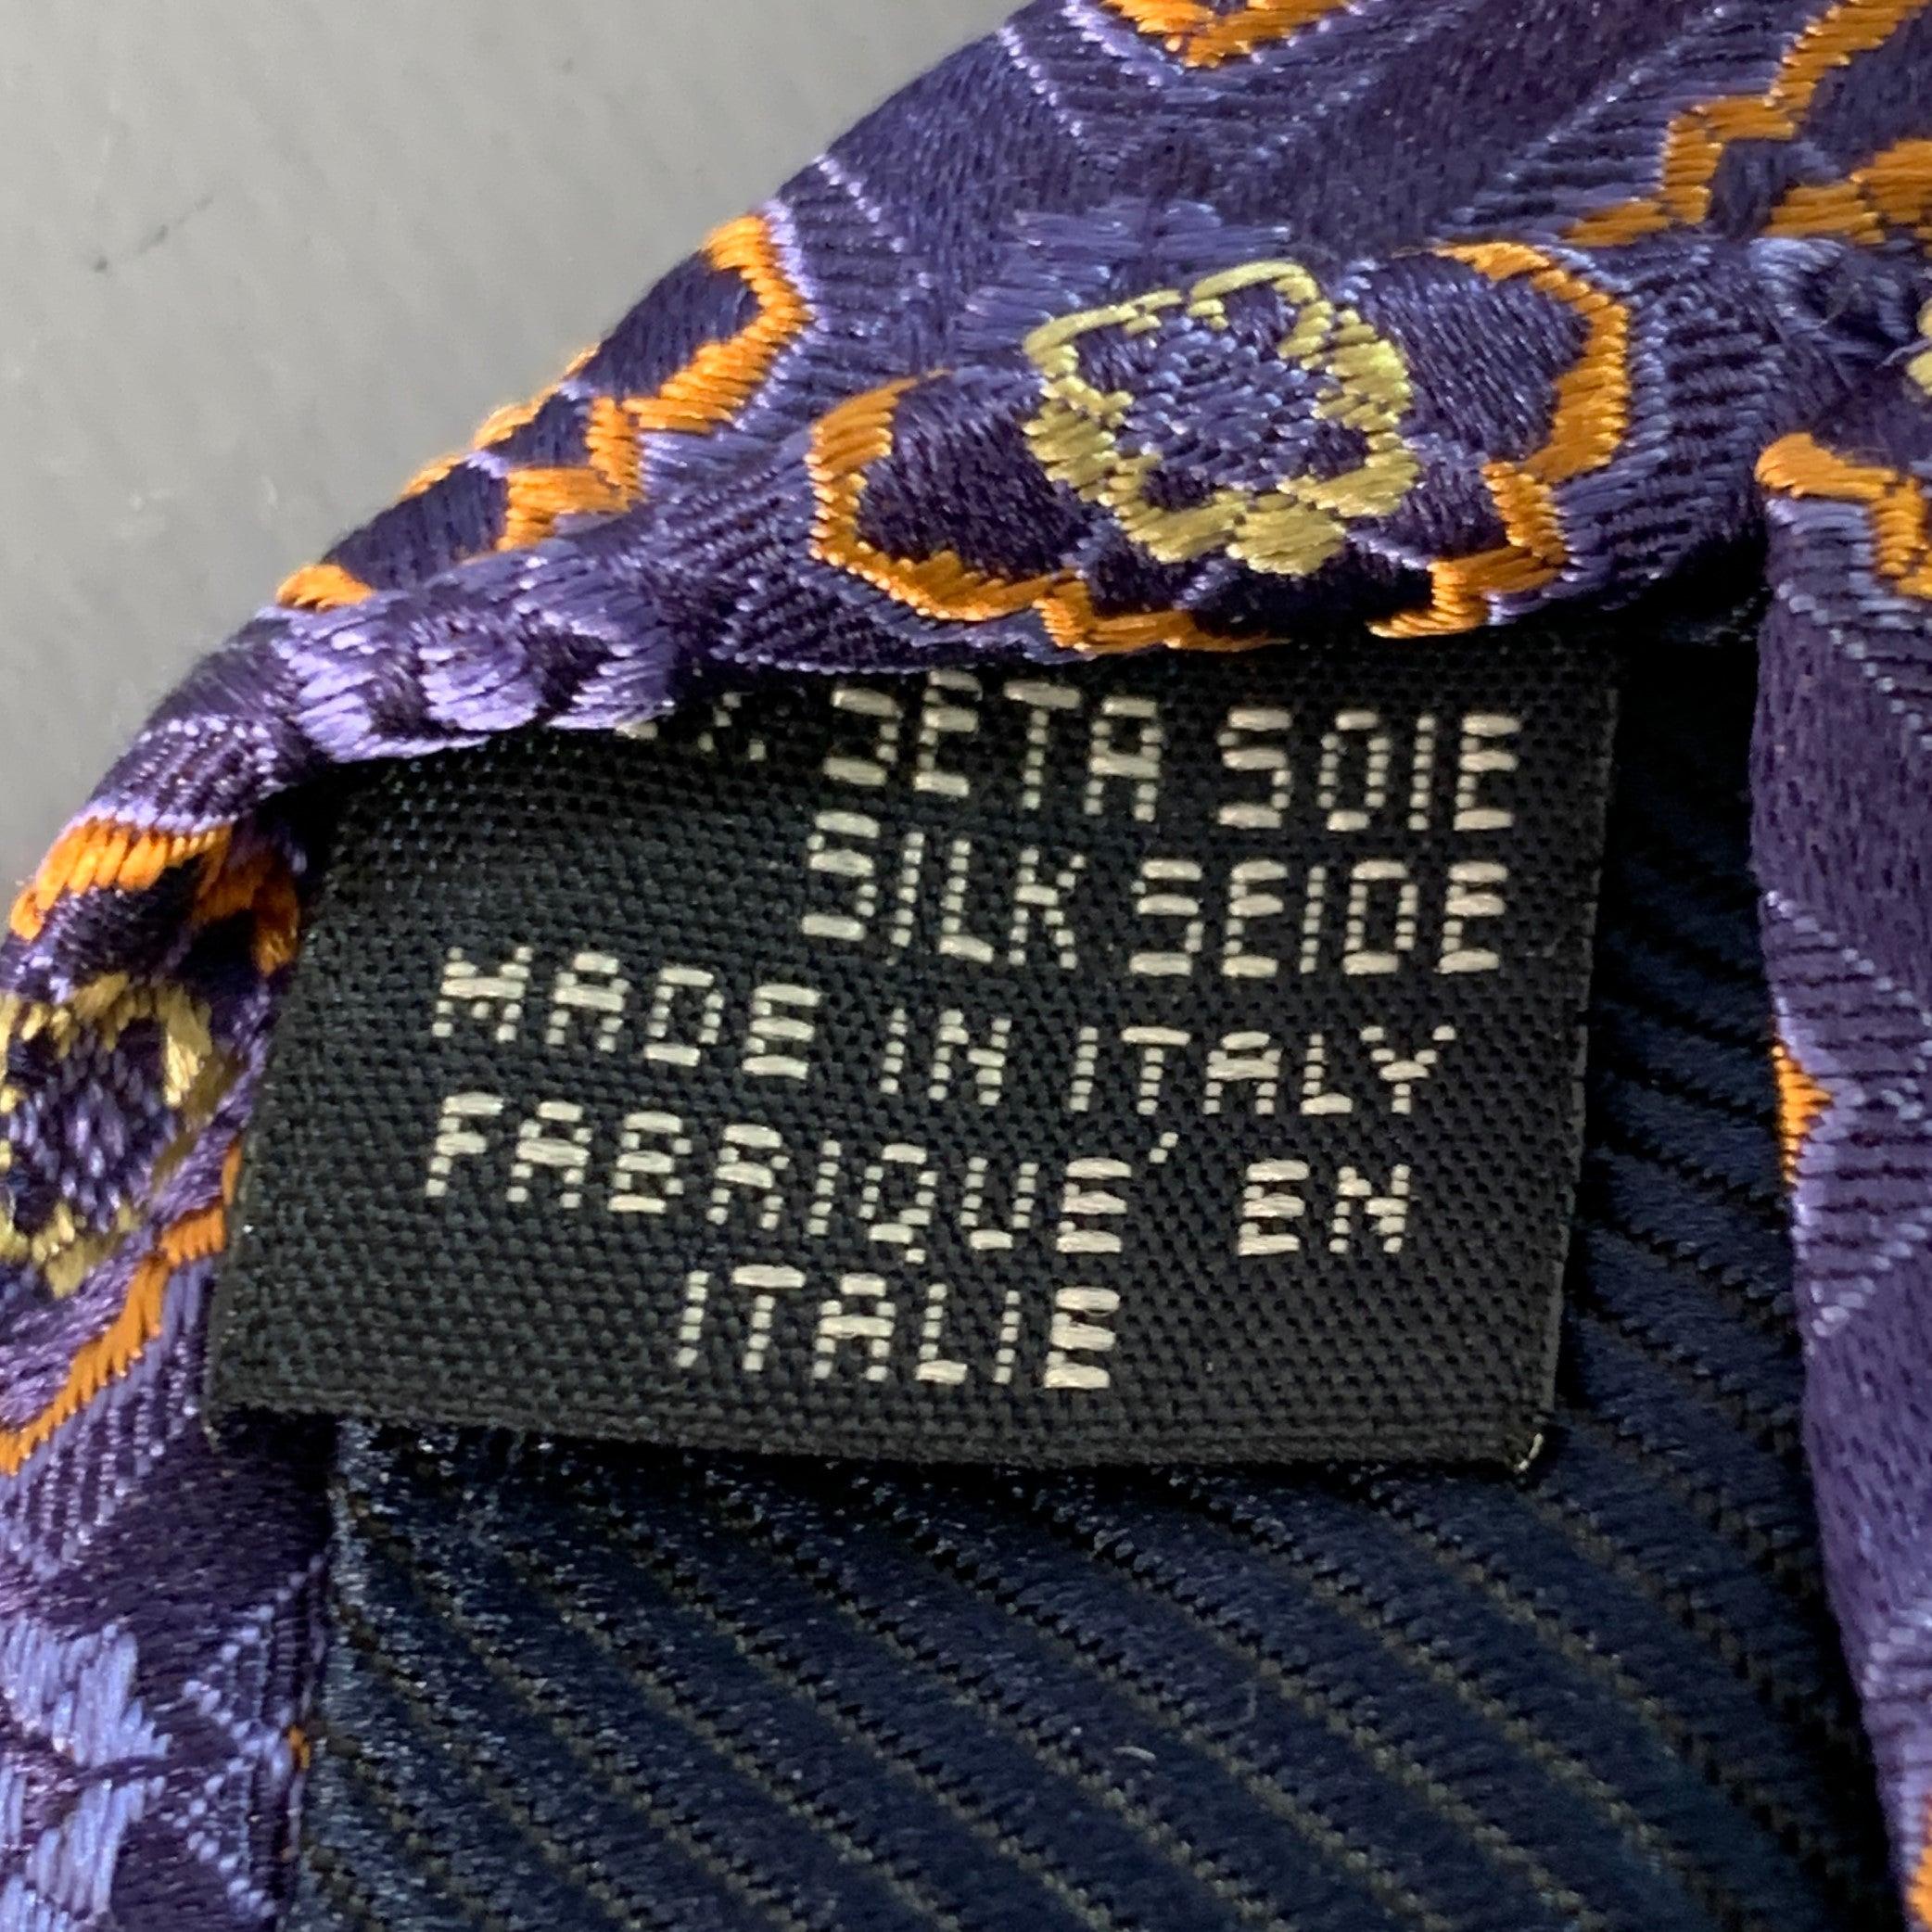 SETA SOIE
SILK SEIDE
MADE IN ITALY
FABRIQUE' EN
ITALIE